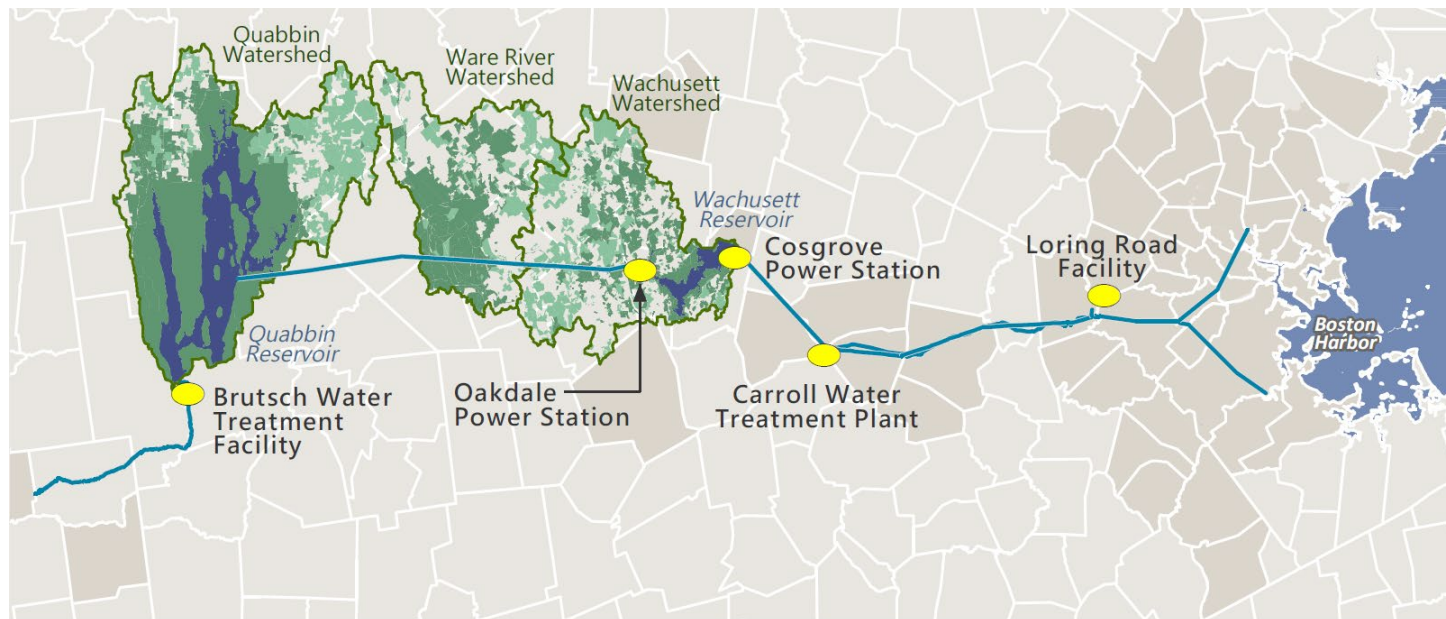 Quabbin
Watershed
Ware River
Watershed
Wachusett
Watershed
Wachusett
Reservoir
Cosgrove
Power Station
Loring Road
Facility
Quabbin
Reservoir
Boston
Harbor
Brutsch Water
Treatment
Facility
Oakdale
Power Station
Carroll Water
Treatment Plant